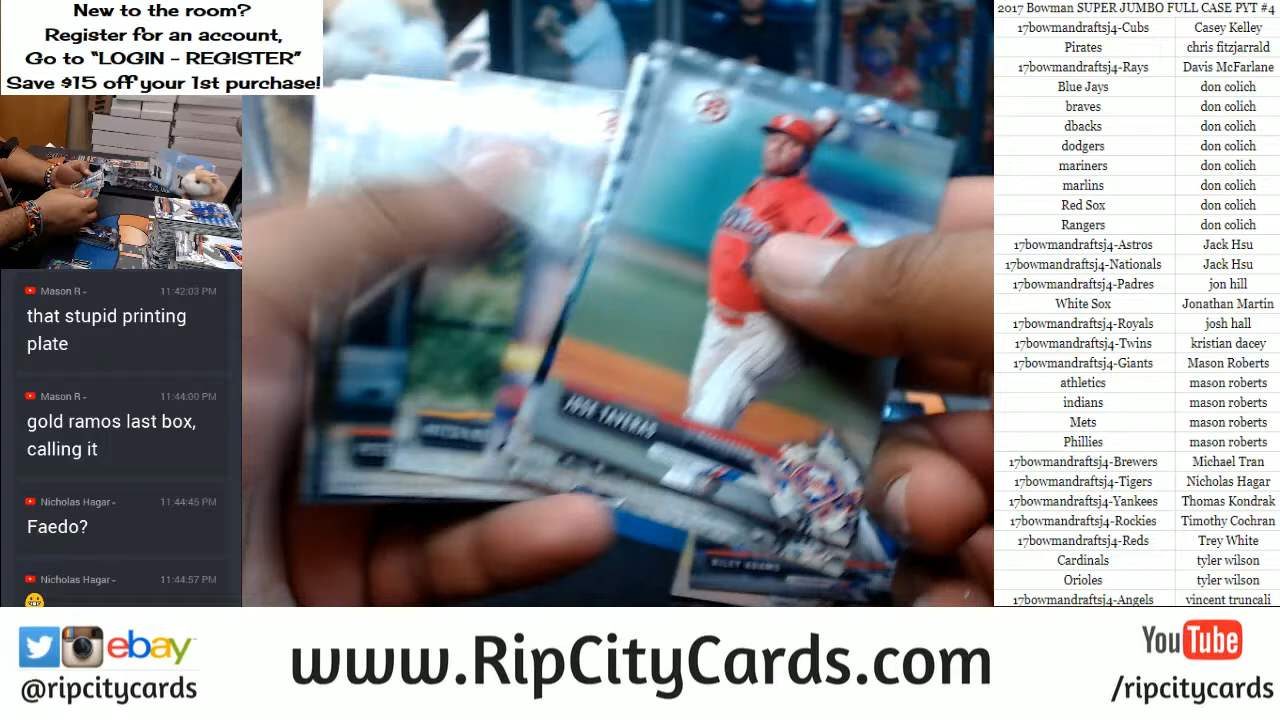 New to the room?
Register for an account,
Go to “LOGIN - REGISTER”
Save $15 off your 1st purchase!
Mason R
11:42:03 PM
that stupid printing
plate
Mason R
11:44:00 PM
gold ramos last box,
calling it
Nicholas Hagar
11:44:45 PM
Faedo?
Nicholas Hagar
11:44:57 PM
JOSE TAVERAS
RILEY ADAMS
2017 Bowman SUPER JUMBO FULL CASE PYT #4
17bowmandraftsj4-Cubs Casey Kelley
Pirates chris fitzjarrald
17bowmandraftsj4-Rays Davis McFarlane
Blue Jays don colich
braves don colich
dbacks don colich
dodgers don colich
mariners don colich
marlins don colich
Red Sox don colich
Rangers don colich
17bowmandraftsj4-Astros Jack Hsu
17bowmandraftsj4-Nationals Jack Hsu
17bowmandraftsj4-Padres jon hill
White Sox Jonathan Martin
17bowmandraftsj4-Royals josh hall
17bowmandraftsj4-Twins kristian dacey
17bowmandraftsj4-Giants Mason Roberts
athletics mason roberts
indians mason roberts
Mets mason roberts
Phillies mason roberts
17bowmandraftsj4-Brewers Michael Tran
17bowmandraftsj4-Tigers Nicholas Hagar
17bowmandraftsj4-Yankees Thomas Kondrak
17bowmandraftsj4-Rockies Timothy Cochran
17bowmandraftsj4-Reds Trey White
Cardinals tyler wilson
Orioles tyler wilson
17bowmandraftsj4-Angels vincent truncali
ebay
@ripcitycards
www.RipCityCards.com
YouTube
/ripcitycards